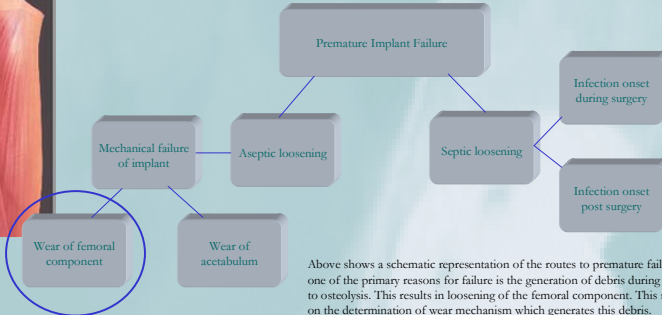 Premature Implant Failure
Infection onset
during surgery
Mechanical failure
of implant
Aseptic loosening
Septic loosening
Infection onset
post surgery
Wear of femoral
component
Wear of
acetabulum
Above shows a schematic representation of the routes to premature
one of the primary reasons for failure is the generation of debris during
to osteolysis. This results in loosening of the femoral component. This
on the determination of wear mechanism which generates this debris.